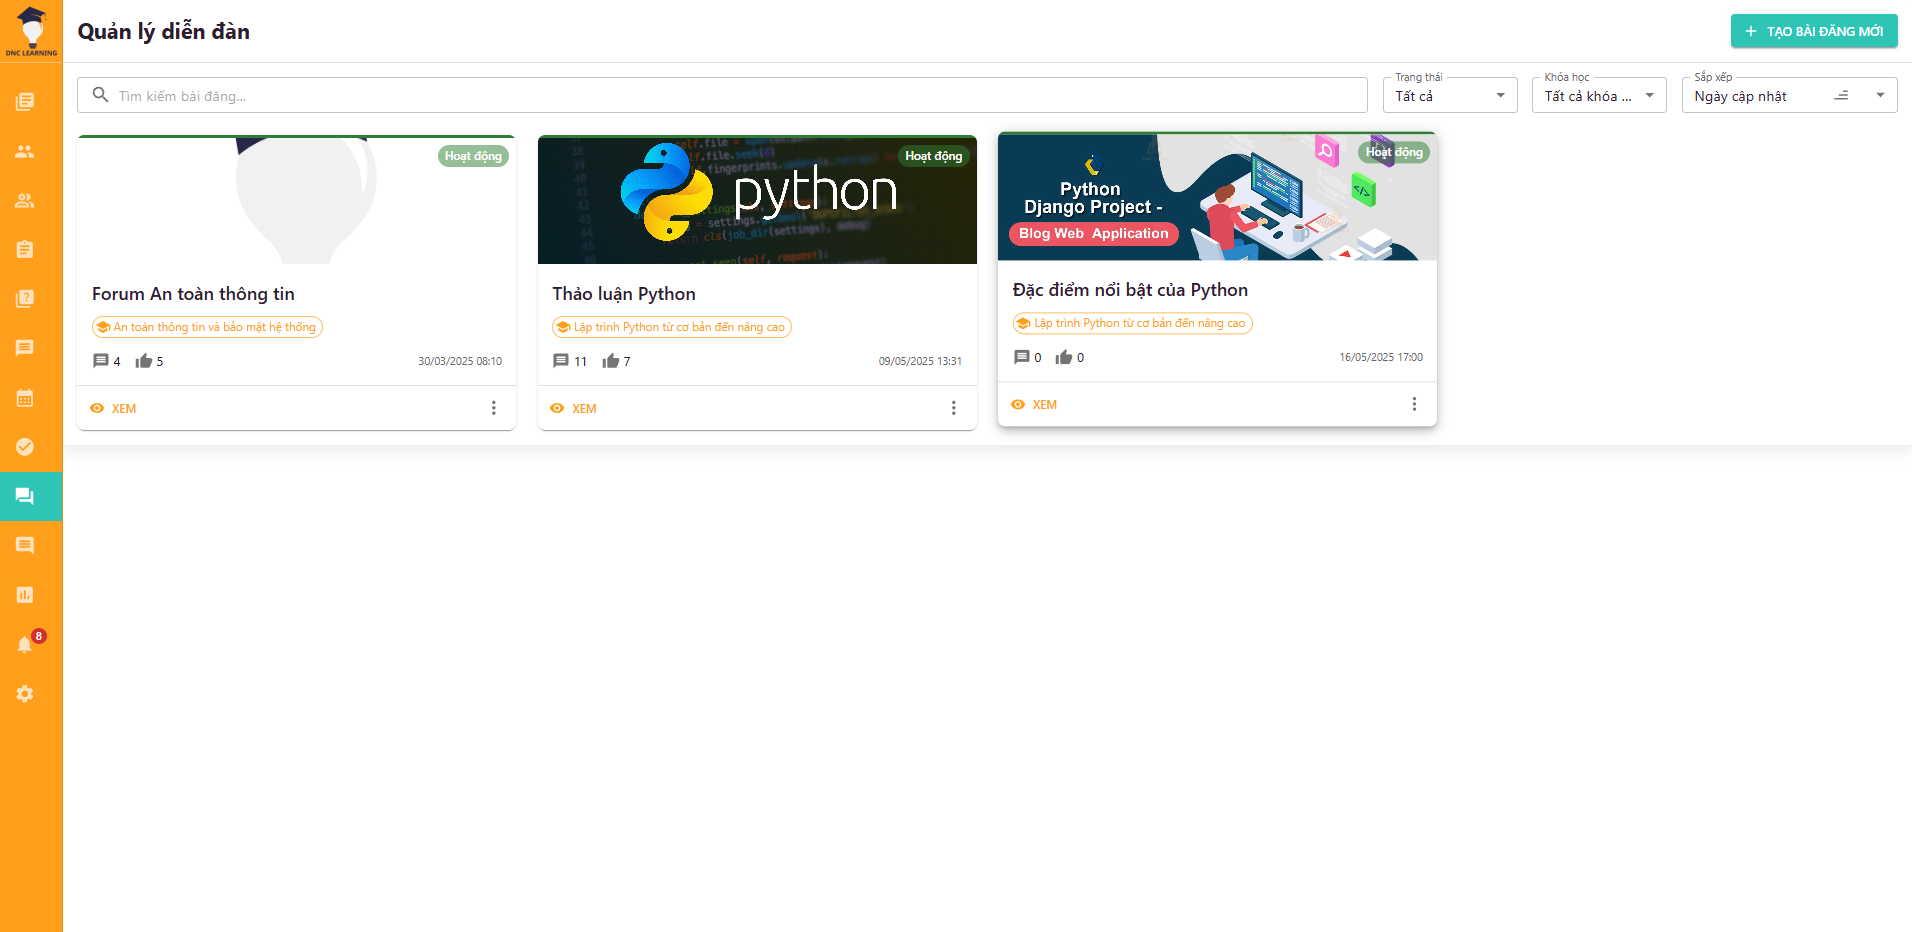 DNC LEARNING
Quản lý diễn đàn
TẠO BÀI ĐĂNG MỚI
Tìm kiếm bài đăng...
Trạng thái
Tất cả
Khóa học
Tất cả khóa ...
Sắp xếp
Ngày cập nhật
Hoạt động
Forum An toàn thông tin
An toàn thông tin và bảo mật hệ thống
4 5 30/03/2025 08:10
XEM
python
Hoạt động
Thảo luận Python
Lập trình Python từ cơ bản đến nâng cao
11 7 09/05/2025 13:31
XEM
Python
Django Project -
Blog Web Application
Hoạt động
Đặc điểm nổi bật của Python
Lập trình Python từ cơ bản đến nâng cao
0 0 16/05/2025 17:00
XEM
8